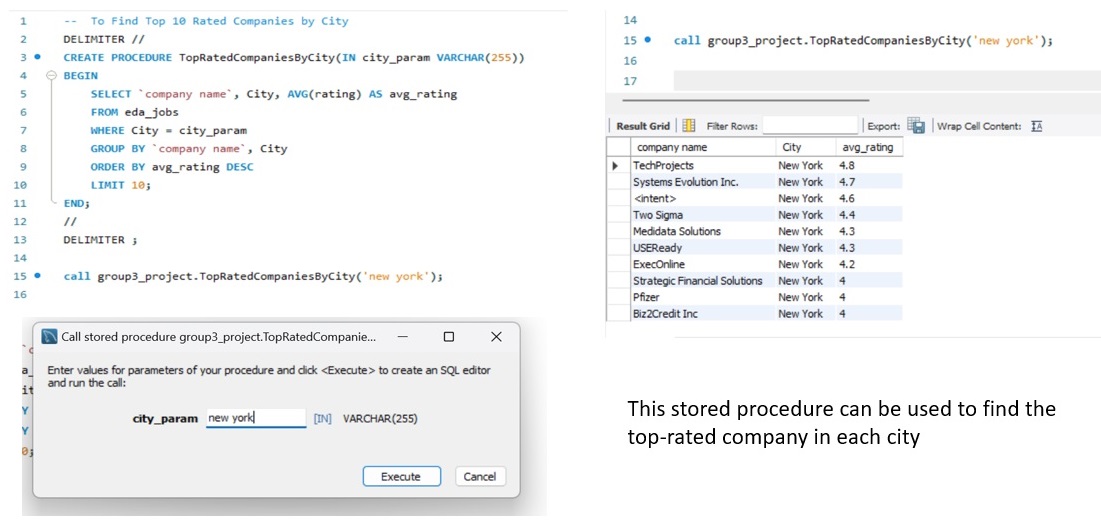 1 -- To Find Top 10 Rated Companies by City
2 DELIMITER //
3 CREATE PROCEDURE TopRatedCompaniesByCity(IN city_param VARCHAR(255))
4 BEGIN
5 SELECT `company name`, City, AVG(rating) AS avg_rating
6 FROM eda_jobs
7 WHERE City = city_param
8 GROUP BY `company name`, City
9 ORDER BY avg_rating DESC
10 LIMIT 10;
11 END;
12 //
13 DELIMITER ;
14
15 call group3_project.TopRatedCompaniesByCity('new york');
16
Call stored procedure group3_project.TopRatedCompanie...
Enter values for parameters of your procedure and click <Execute> to create an SQL editor
and run the call:
city_param new york [IN] VARCHAR(255)
Execute Cancel
14
15 call group3_project.TopRatedCompaniesByCity('new york');
16
17
Result Grid Filter Rows: Export: Wrap Cell Content:
company name City avg_rating
TechProjects New York 4.8
Systems Evolution Inc. New York 4.7
<intent> New York 4.6
Two Sigma New York 4.4
Medidata Solutions New York 4.3
USEReady New York 4.3
ExecOnline New York 4.2
Strategic Financial Solutions New York 4
Pfizer New York 4
Biz2Credit Inc New York 4
This stored procedure can be used to find the
top-rated company in each city